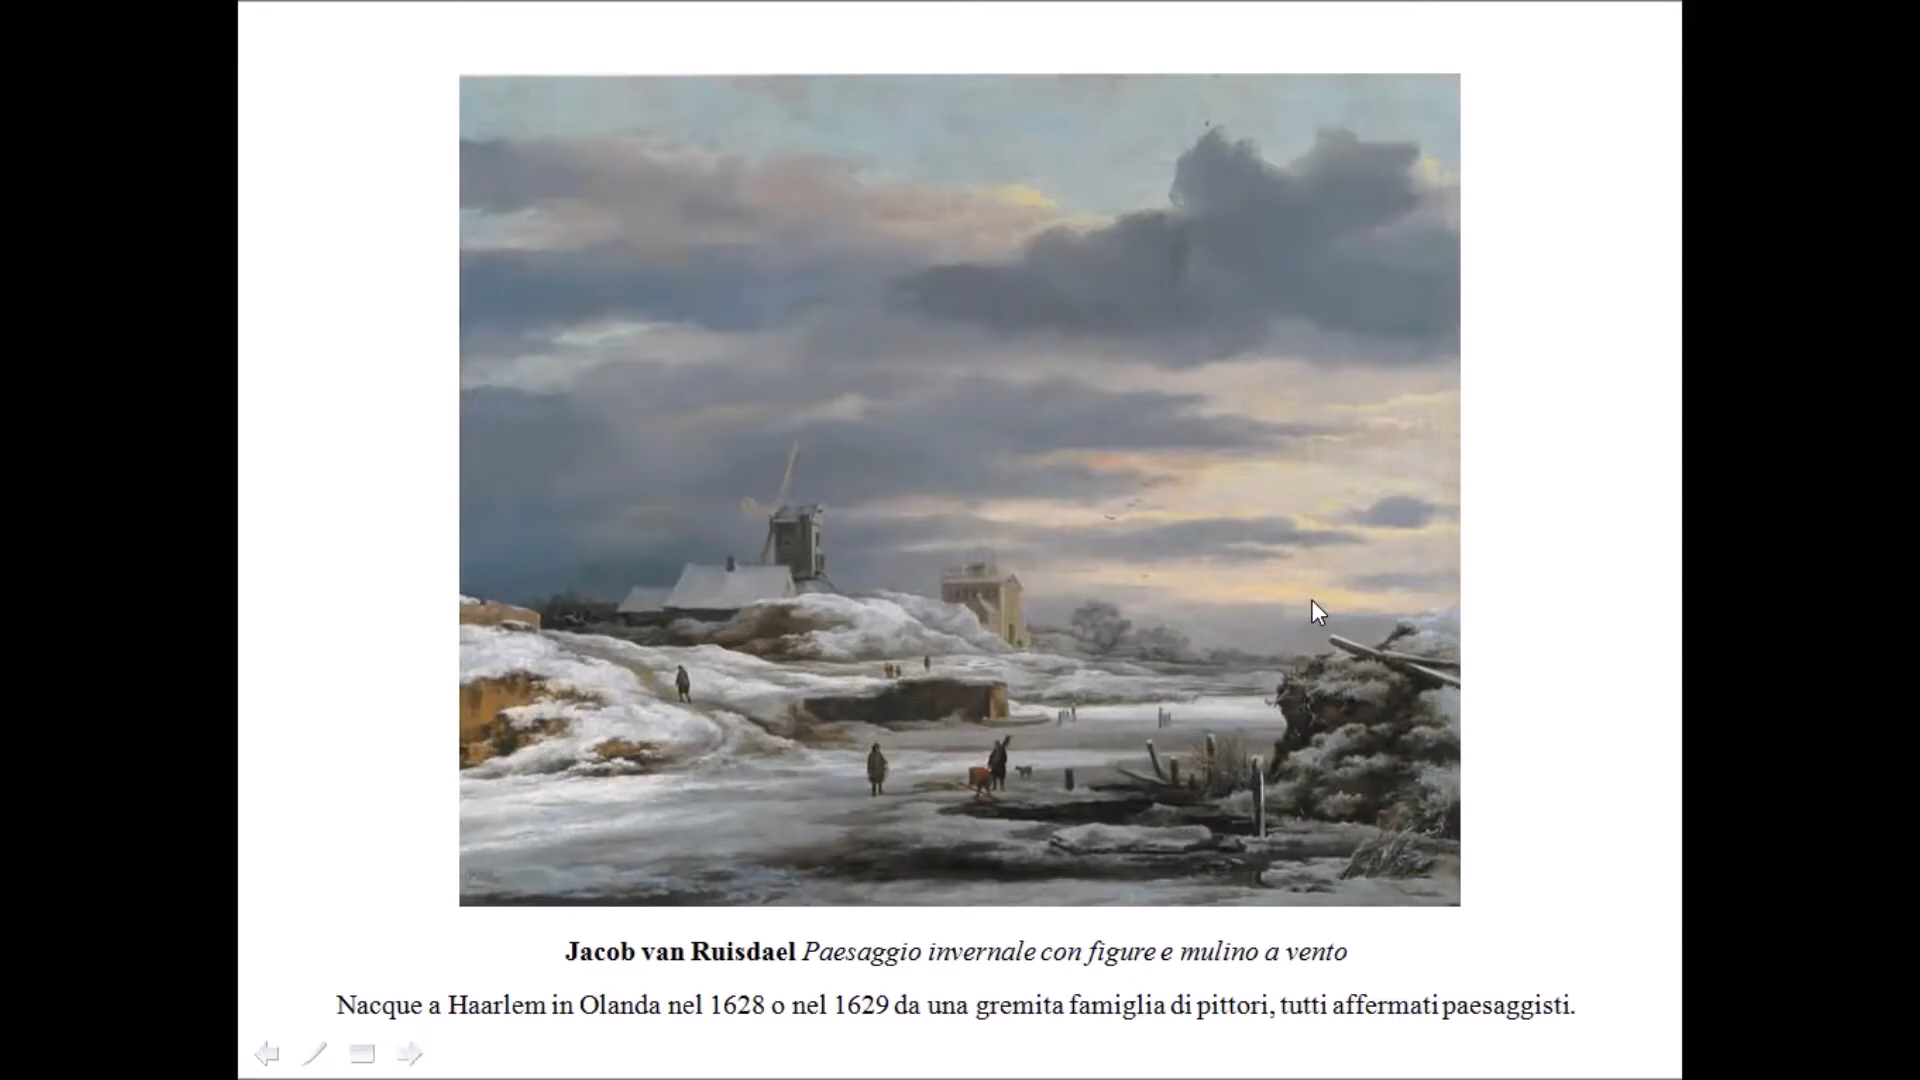 Jacob van Ruisdael Paesaggio invernale con figure e mulino a vento
Nacque a Haarlem in Olanda nel 1628 o nel 1629 da una gremita famiglia di pittori, tutti affermati paesaggisti.